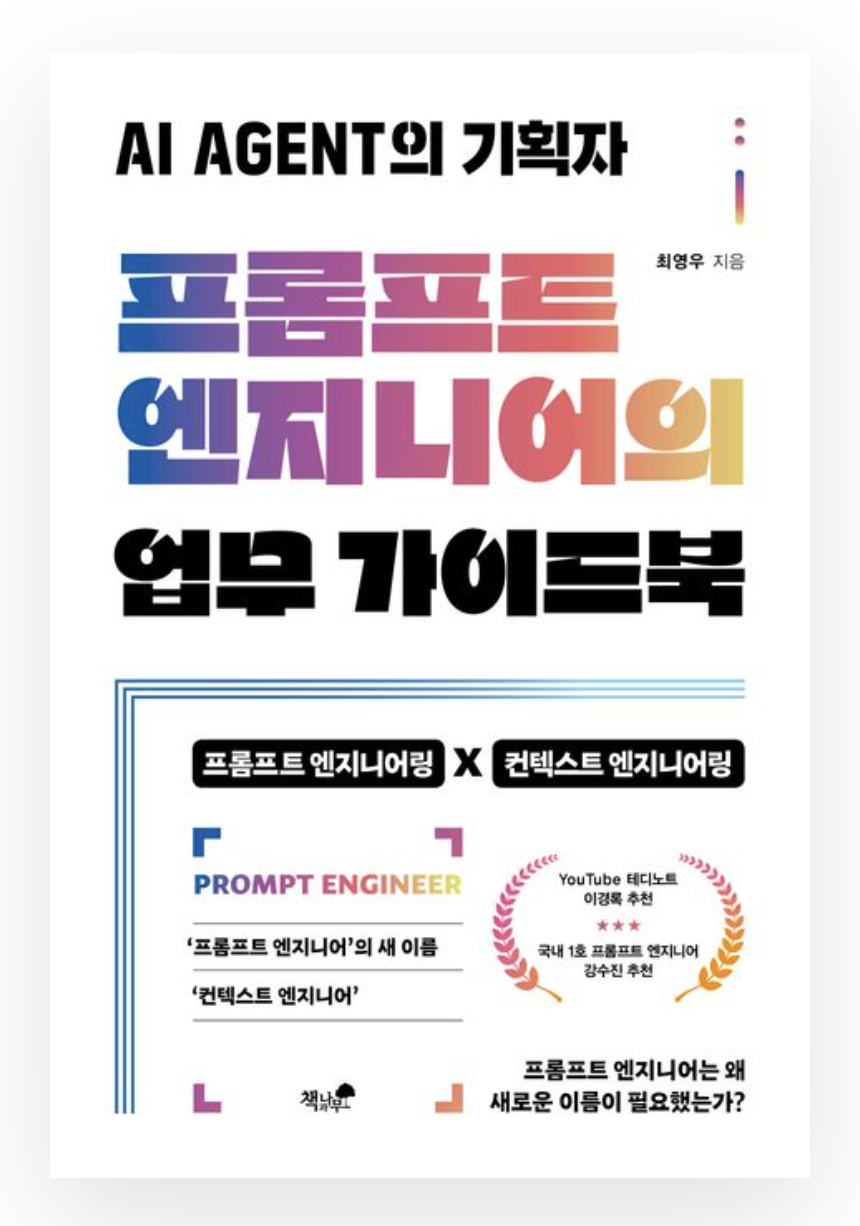 AI AGENT의 기획자
최영우 지음
프롬프트
엔지니어의
업무 가이드북
프롬프트 엔지니어링 X 컨텍스트 엔지니어링
PROMPT ENGINEER
‘프롬프트 엔지니어’의 새 이름
‘컨텍스트 엔지니어’
YouTube 테디노트
이경록 추천
★★★
국내 1호 프롬프트 엔지니어
강수진 추천
책과나무
프롬프트 엔지니어는 왜
새로운 이름이 필요했는가?